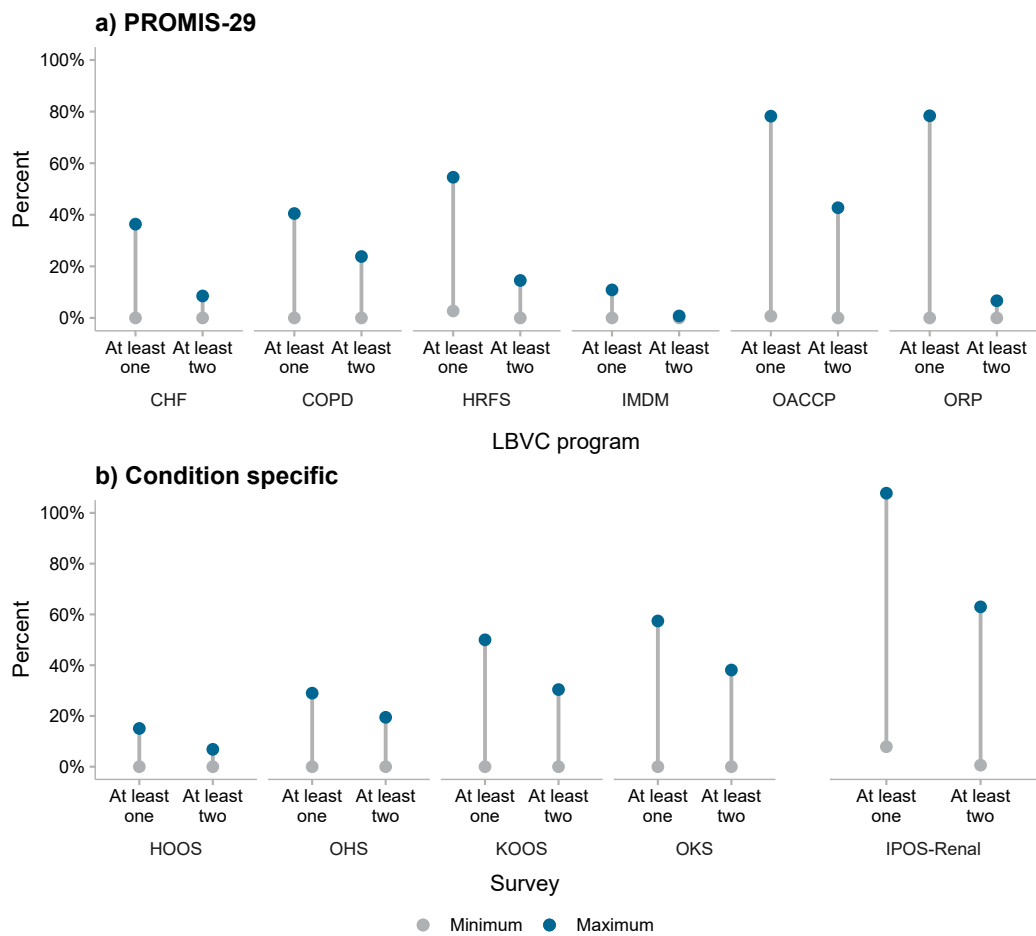 a) PROMIS-29
Percent
100%
80%
60%
40%
20%
0%
At least one At least two At least one At least two At least one At least two At least one At least two At least one At least two At least one At least two
CHF COPD HRFS IMDM OACCP ORP
LBVC program
b) Condition specific
Percent
100%
80%
60%
40%
20%
0%
At least one At least two At least one At least two At least one At least two At least one At least two At least one At least two
HOOS OHS KOOS OKS IPOS-Renal
Survey
Minimum Maximum